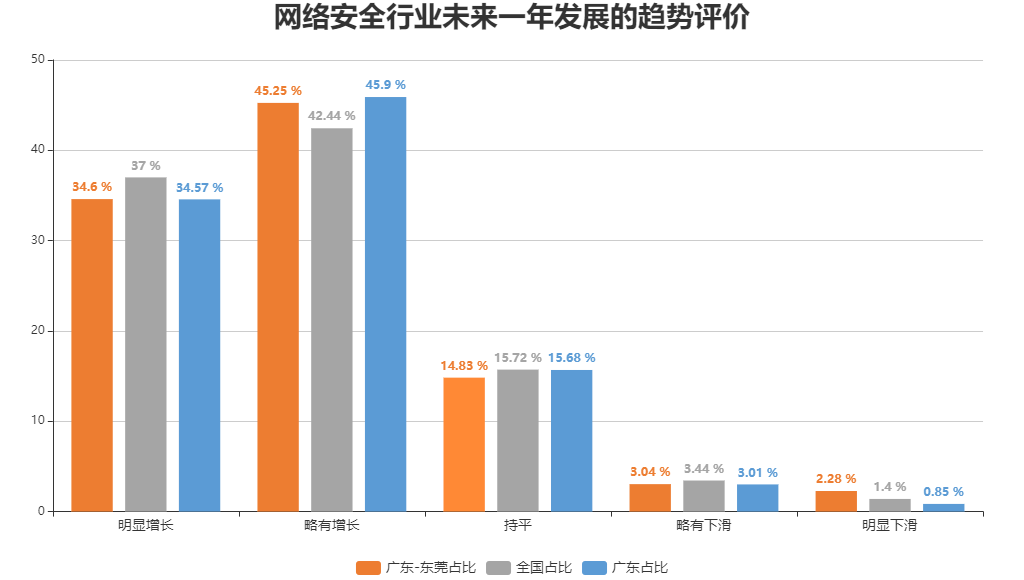 网络安全行业未来一年发展的趋势评价
50
40
30
20
10
0
34.6 %
37 %
34.57 %
45.25 %
42.44 %
45.9 %
14.83 %
15.72 %
15.68 %
3.04 %
3.44 %
3.01 %
2.28 %
1.4 %
0.85 %
明显增长
略有增长
持平
略有下滑
明显下滑
广东-东莞占比
全国占比
广东占比